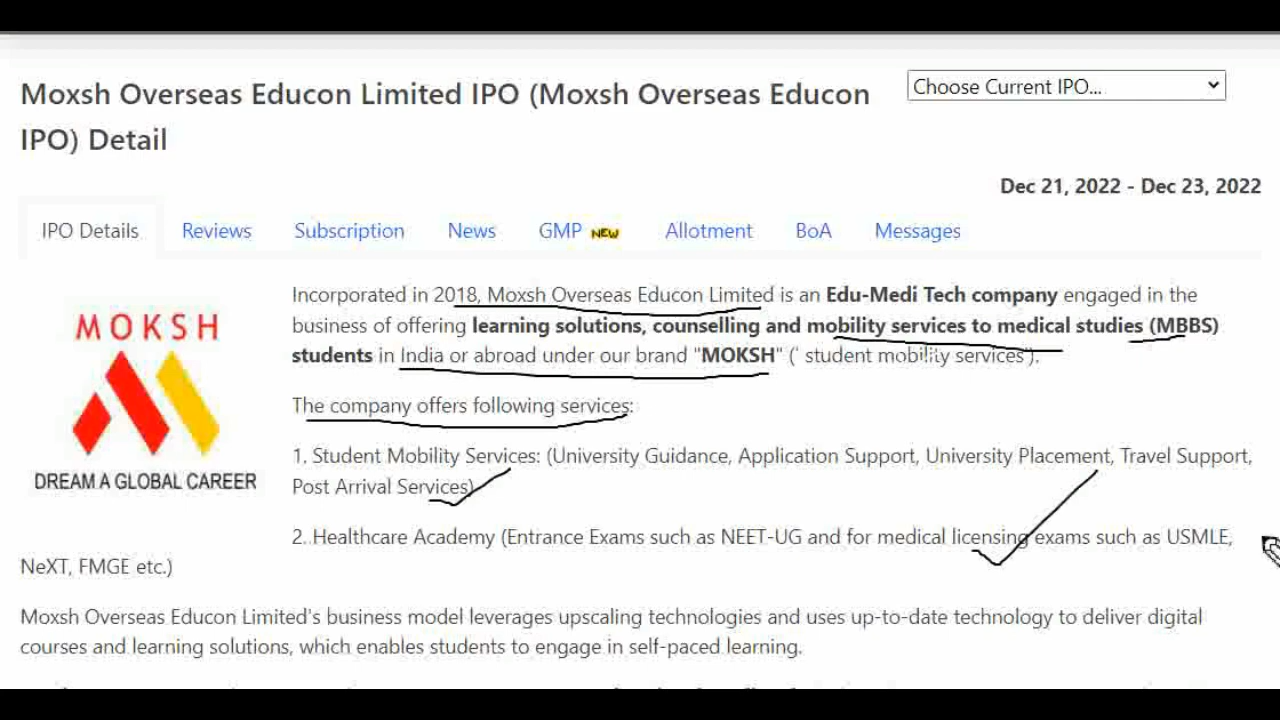 Moxsh Overseas Educon Limited IPO (Moxsh Overseas Educon
IPO) Detail
Choose Current IPO...
Dec 21, 2022 - Dec 23, 2022
IPO Details Reviews Subscription News GMP NEW Allotment BoA Messages
MOKSH
DREAM A GLOBAL CAREER
Incorporated in 2018, Moxsh Overseas Educon Limited is an Edu-Medi Tech company engaged in the
business of offering learning solutions, counselling and mobility services to medical studies (MBBS)
students in India or abroad under our brand "MOKSH" (' student mobility services").
The company offers following services:
1. Student Mobility Services: (University Guidance, Application Support, University Placement, Travel Support,
Post Arrival Services)
2. Healthcare Academy (Entrance Exams such as NEET-UG and for medical licensing exams such as USMLE,
NeXT, FMGE etc.)
Moxsh Overseas Educon Limited's business model leverages upscaling technologies and uses up-to-date technology to deliver digital
courses and learning solutions, which enables students to engage in self-paced learning.